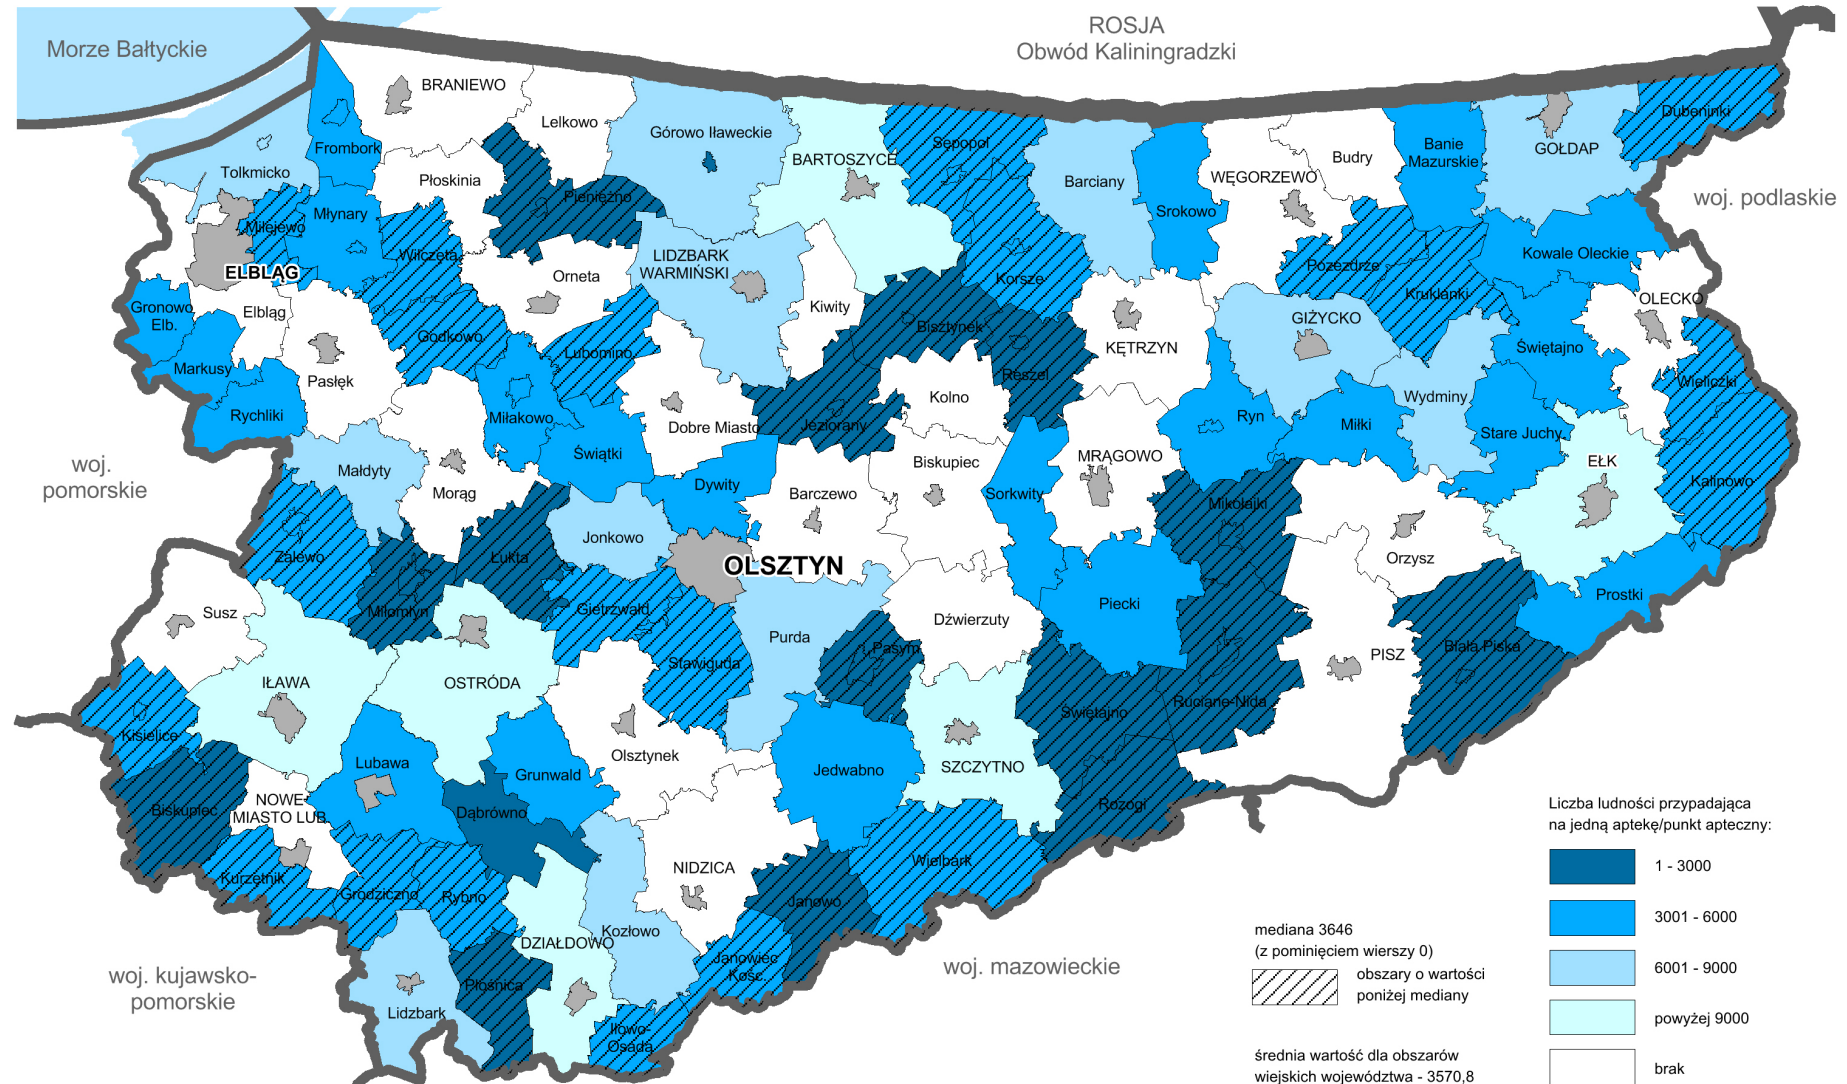 Morze Bałtyckie
ROSJA
Obwód Kaliningradzki
BRANIEWO
Lelkowo
Górowo Iławeckie
BARTOSZYCE
Sępopol
Barciany
Srokowo
WĘGORZEWO
Budry
Banie
Mazurskie
GOŁDAP
Dubeninki
woj. podlaskie
Frombork
Tolkmicko
Płoskinia
Pieniężno
Młynary
Milejewo
Wilczęta
ELBLĄG
Elbląg
Gronowo
Elb.
Markusy
Rychliki
Pasłęk
Godkowo
Orneta
LIDZBARK
WARMIŃSKI
Kiwity
Lubomino
Bisztynek
Korsze
Reszel
KĘTRZYN
Pozezdrze
Kruklanki
Kowale Oleckie
OLECKO
GIŻYCKO
Świętajno
Wieliczki
Wydminy
Miłki
Ryn
Stare Juchy
EŁK
Kalinowo
Miłakowo
Świątki
Dobre Miasto
Jeziorany
Kolno
Biskupiec
MRĄGOWO
Sorkwity
Mikołajki
Orzysz
Prostki
woj.
pomorskie
Małdyty
Morąg
Dywity
Barczewo
Jonkowo
OLSZTYN
Zalewo
Miłomłyn
Łukta
Gietrzwałd
Stawiguda
Purda
Pasym
Dźwierzuty
Piecki
Ruciane-Nida
PISZ
Biała Piska
Susz
IŁAWA
OSTRÓDA
Kisielice
Lubawa
Grunwald
Olsztynek
Jedwabno
SZCZYTNO
Świętajno
Rozogi
Biskupiec
NOWE
MIASTO LUB.
Dąbrówno
Kurzętnik
Grodziczno
Rybno
NIDZICA
Wielbark
Janowo
DZIAŁDOWO
Kozłowo
Janowiec
Kośc.
Płośnica
Lidzbark
Iłowo-
Osada
woj. kujawsko-
pomorskie
woj. mazowieckie
mediana 3646
(z pominięciem wierszy 0)
obszary o wartości
poniżej mediany
średnia wartość dla obszarów
wiejskich województwa - 3570,8
Liczba ludności przypadająca
na jedną aptekę/punkt apteczny:
1 - 3000
3001 - 6000
6001 - 9000
powyżej 9000
brak